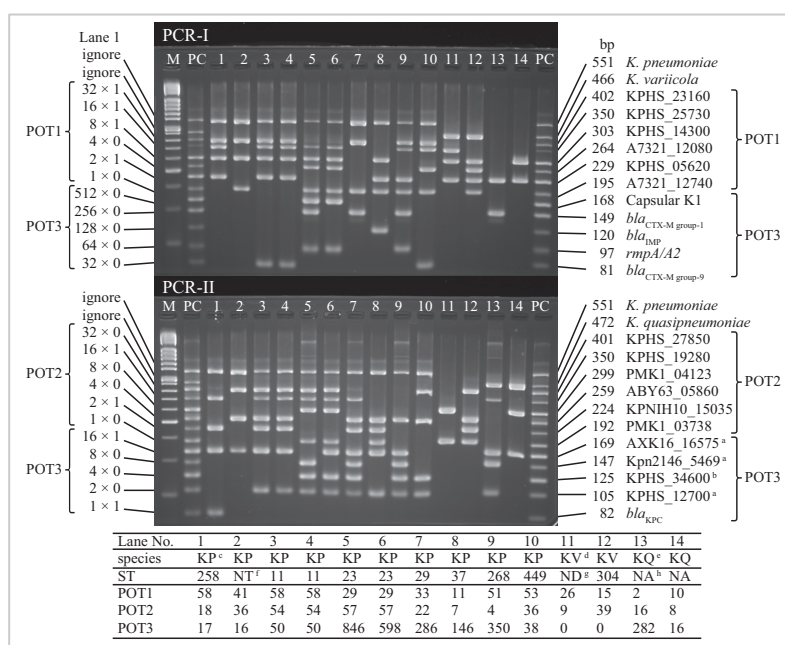 PCR-I
Lane 1
M PC 1 2 3 4 5 6 7 8 9 10 11 12 13 14 PC
bp
ignore
ignore
32 × 1
16 × 1
8 × 1
4 × 0
2 × 1
1 × 0
512 × 0
256 × 0
128 × 0
64 × 0
32 × 0
POT1
POT3
551 K. pneumoniae
466 K. variicola
402 KPHS_23160
350 KPHS_25730
303 KPHS_14300
264 A7321_12080
229 KPHS_05620
195 A7321_12740
168 Capsular K1
149 bla CTX-M group-1
120 bla IMP
97 rmpA/A2
81 bla CTX-M group-9
POT1
POT3
PCR-II
M PC 1 2 3 4 5 6 7 8 9 10 11 12 13 14 PC
ignore
ignore
32 × 0
16 × 1
8 × 0
4 × 0
2 × 1
1 × 0
16 × 1
8 × 0
4 × 0
2 × 0
1 × 1
POT2
POT3
551 K. pneumoniae
472 K. quasipneumoniae
401 KPHS_27850
350 KPHS_19280
299 PMK1_04123
259 ABY63_05860
224 KPNIH10_15035
192 PMK1_03738
169 AXK16_16575 a
147 Kpn2146_5469 a
125 KPHS_34600 b
105 KPHS_12700 a
82 bla KPC
POT2
POT3
Lane No. 1 2 3 4 5 6 7 8 9 10 11 12 13 14
species KP c KP KP KP KP KP KP KP KP KP KV d KV KQ e KQ
ST 258 NT f 11 11 23 23 29 37 268 449 ND g 304 NA h NA
POT1 58 41 58 58 29 29 33 11 51 53 26 15 2 10
POT2 18 36 54 54 57 57 22 7 4 36 9 39 16 8
POT3 17 16 50 50 846 598 286 146 350 38 0 0 282 16